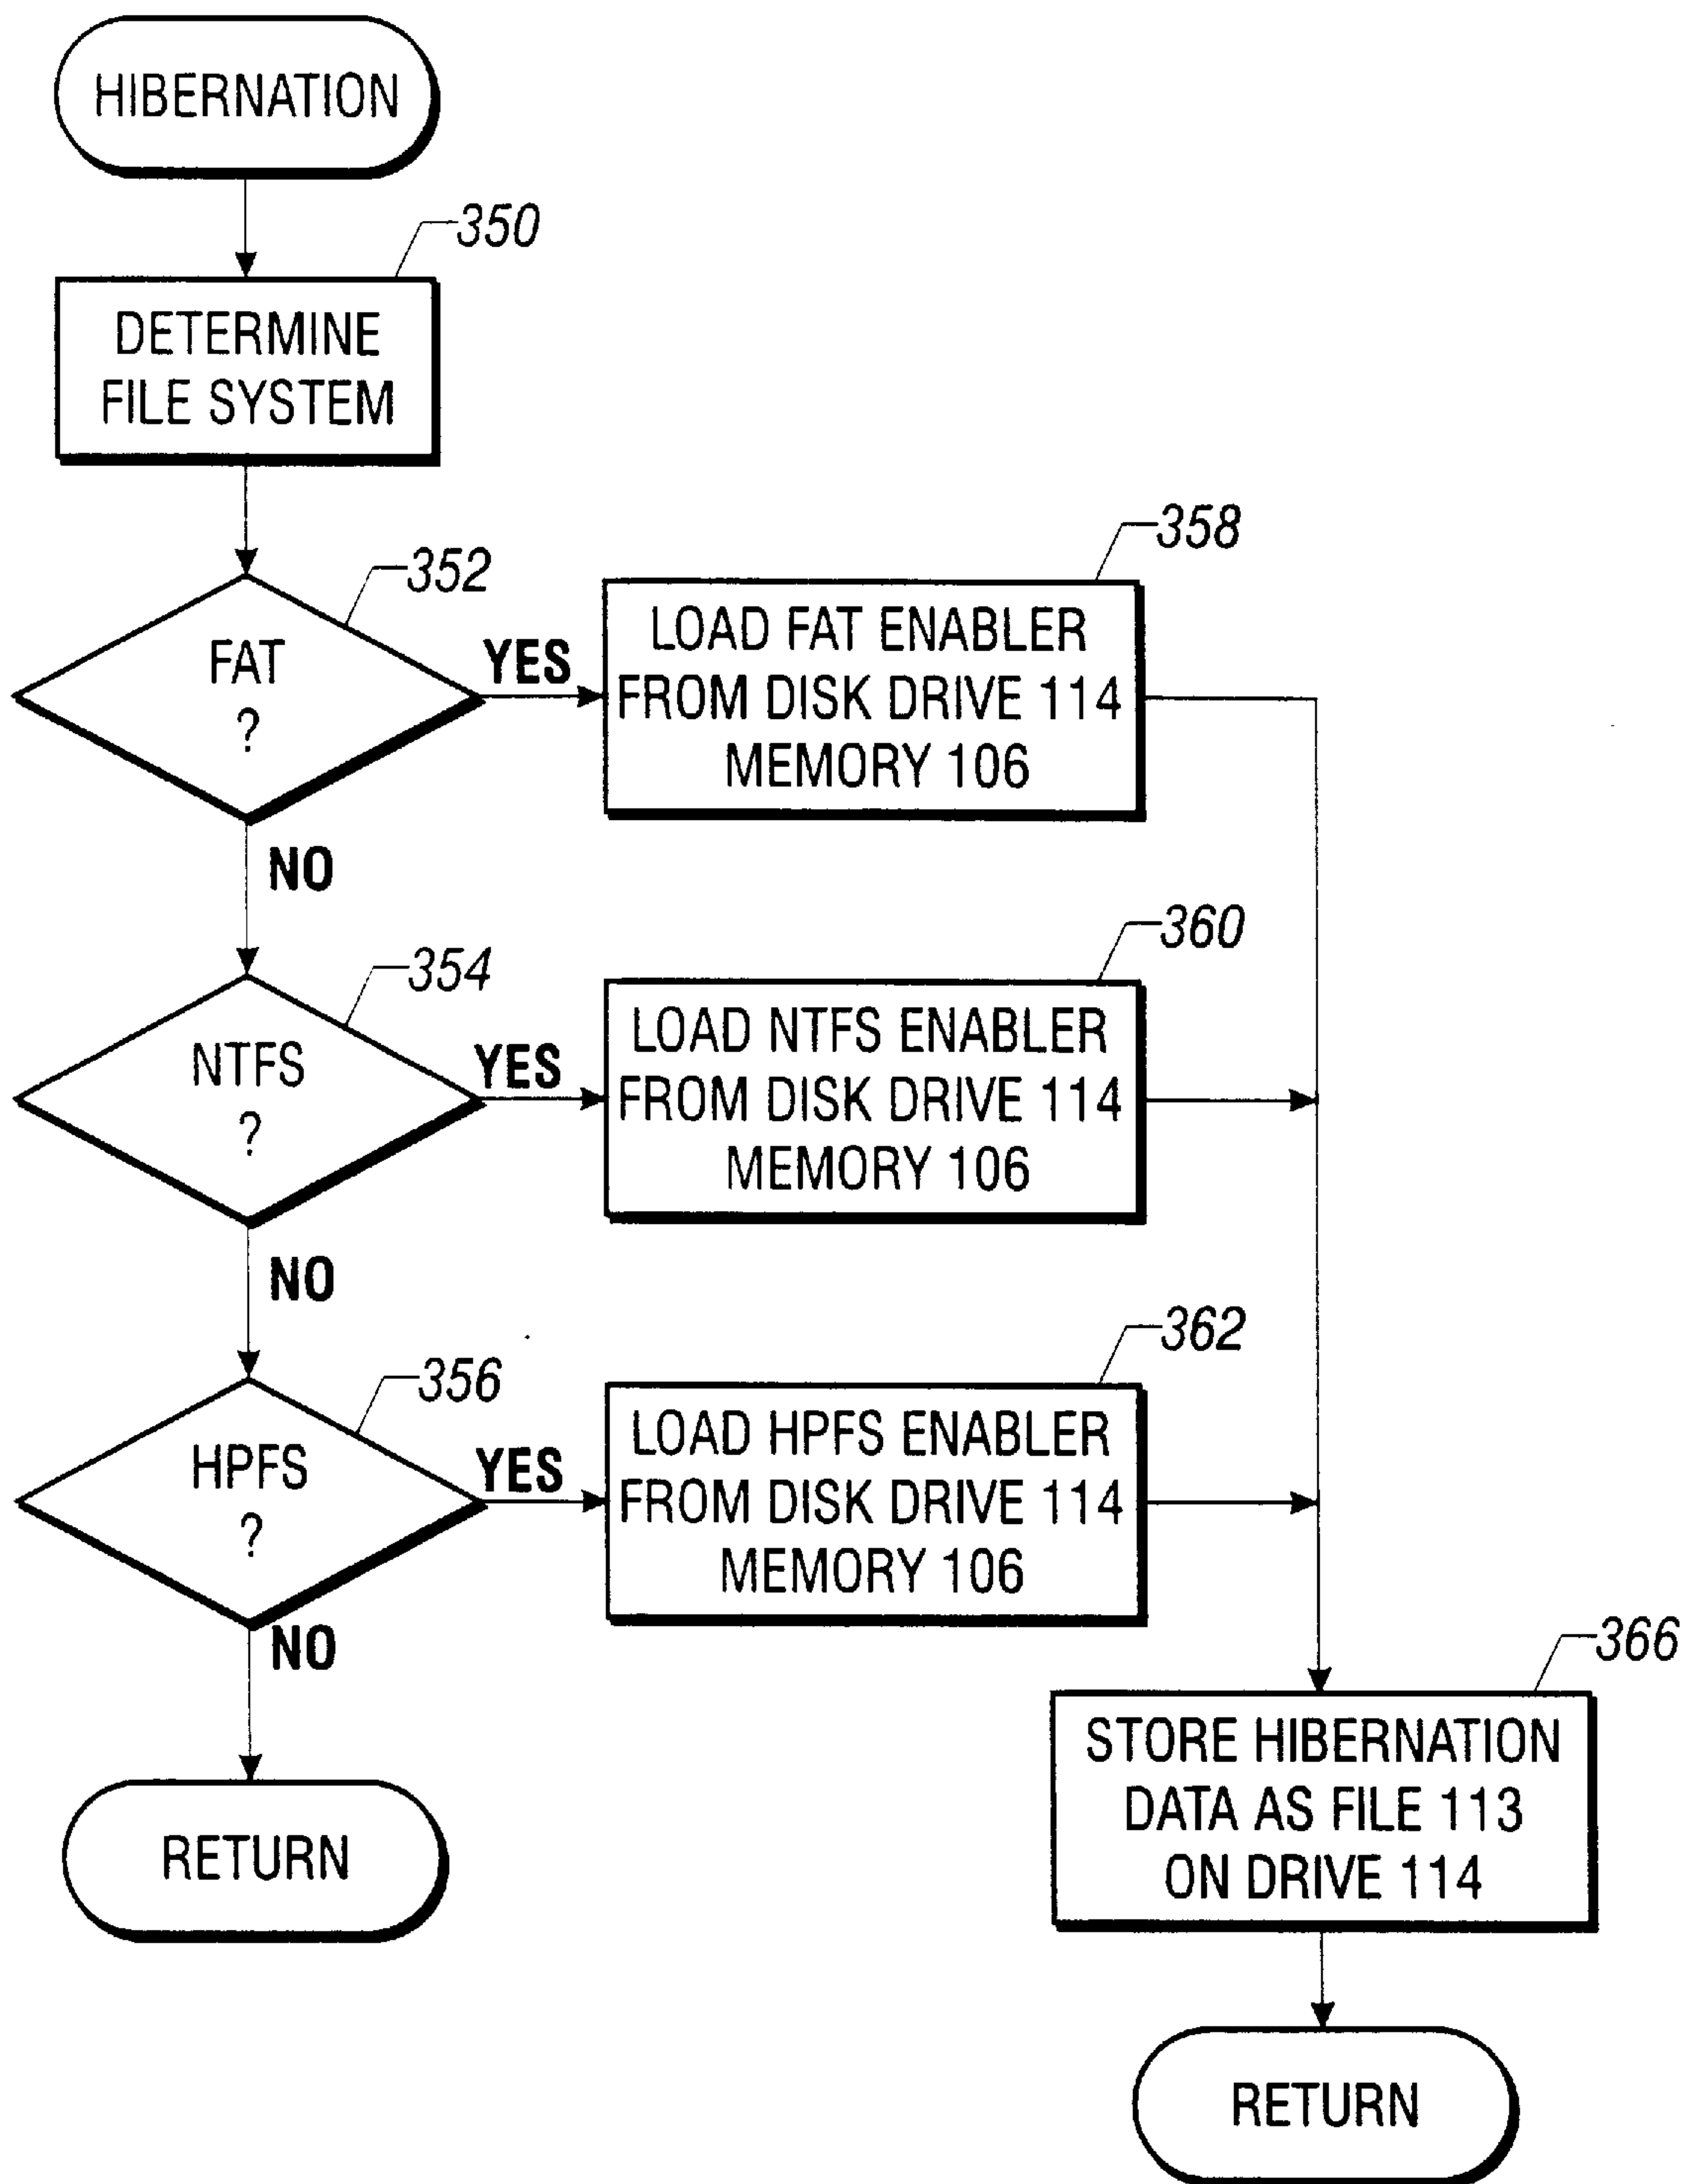 HIBERNATION
350
DETERMINE
FILE SYSTEM
352
FAT
?
YES
358
LOAD FAT ENABLER
FROM DISK DRIVE 114
MEMORY 106
NO
354
NTFS
?
YES
360
LOAD NTFS ENABLER
FROM DISK DRIVE 114
MEMORY 106
NO
356
HPFS
?
YES
362
LOAD HPFS ENABLER
FROM DISK DRIVE 114
MEMORY 106
NO
RETURN
366
STORE HIBERNATION
DATA AS FILE 113
ON DRIVE 114
RETURN